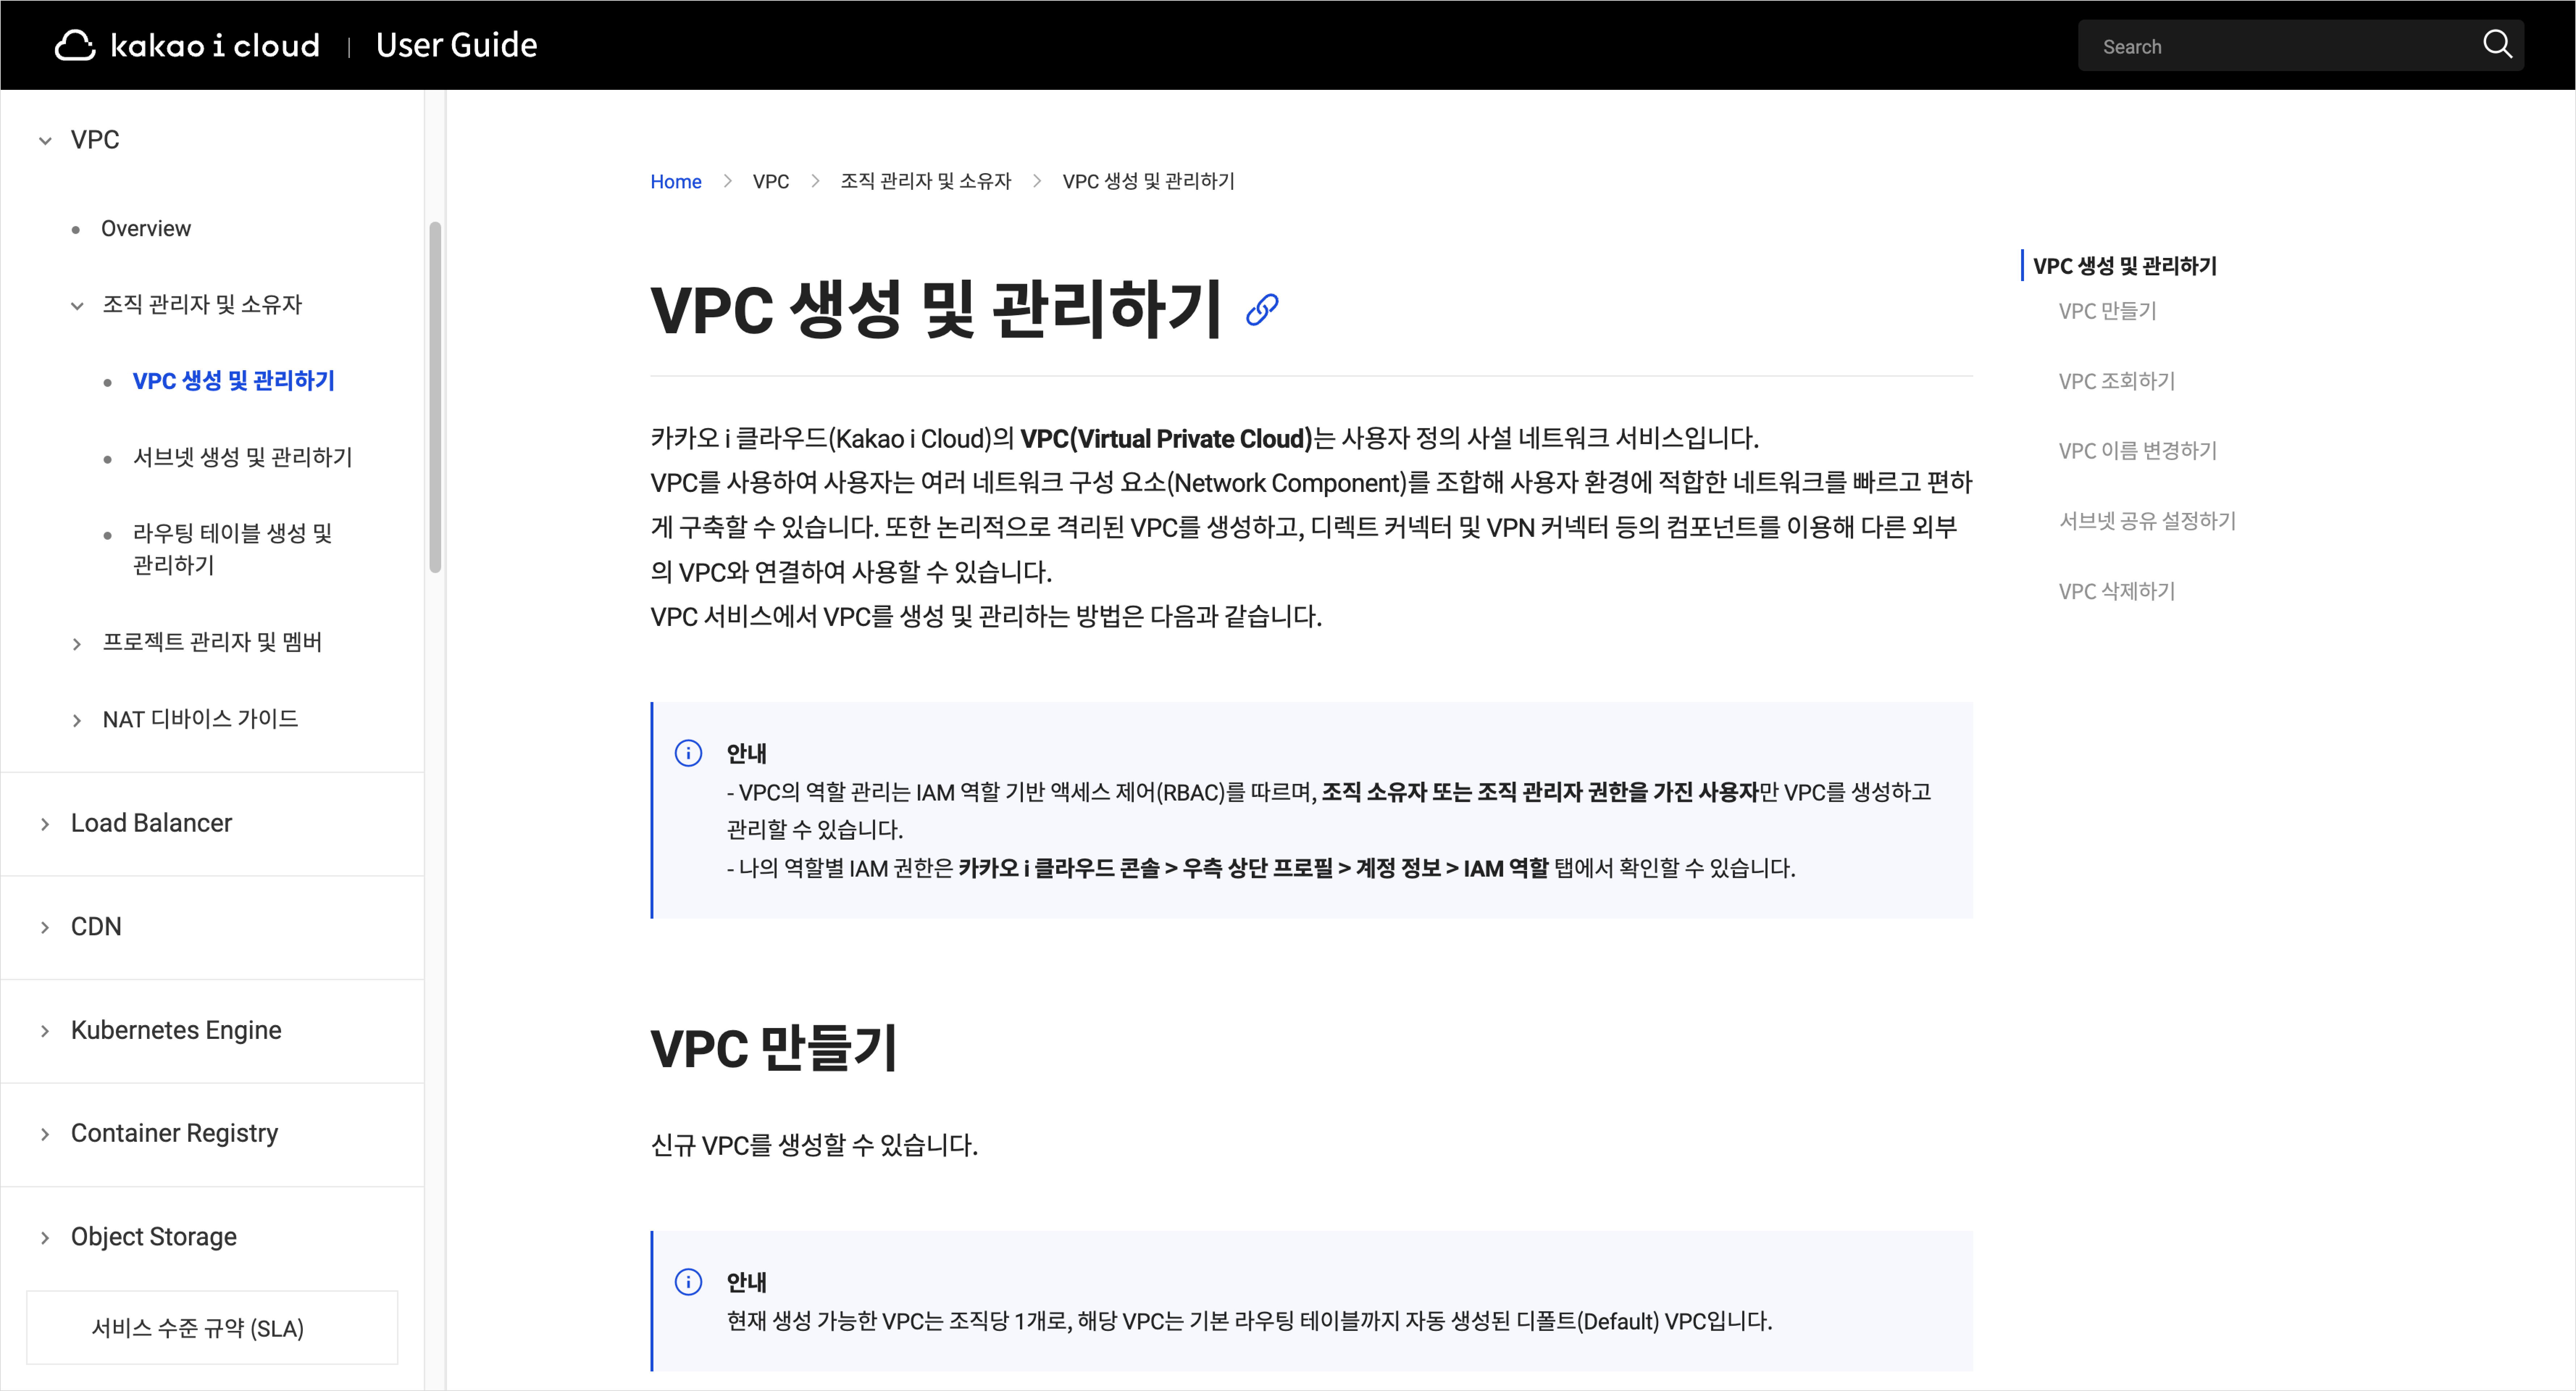 kakao i cloud | User Guide
Search
VPC
Overview
조직 관리자 및 소유자
VPC 생성 및 관리하기
서브넷 생성 및 관리하기
라우팅 테이블 생성 및
관리하기
프로젝트 관리자 및 멤버
NAT 디바이스 가이드
Load Balancer
CDN
Kubernetes Engine
Container Registry
Object Storage
서비스 수준 규약 (SLA)
Home > VPC > 조직 관리자 및 소유자 > VPC 생성 및 관리하기
VPC 생성 및 관리하기
카카오 i 클라우드(Kakao i Cloud)의 VPC(Virtual Private Cloud)는 사용자 정의 사설 네트워크 서비스입니다.
VPC를 사용하여 사용자는 여러 네트워크 구성 요소(Network Component)를 조합해 사용자 환경에 적합한 네트워크를 빠르고 편하
게 구축할 수 있습니다. 또한 논리적으로 격리된 VPC를 생성하고, 디렉트 커넥터 및 VPN 커넥터 등의 컴포넌트를 이용해 다른 외부
의 VPC와 연결하여 사용할 수 있습니다.
VPC 서비스에서 VPC를 생성 및 관리하는 방법은 다음과 같습니다.
안내
- VPC의 역할 관리는 IAM 역할 기반 액세스 제어(RBAC)를 따르며, 조직 소유자 또는 조직 관리자 권한을 가진 사용자만 VPC를 생성하고
관리할 수 있습니다.
- 나의 역할별 IAM 권한은 카카오 i 클라우드 콘솔 > 우측 상단 프로필 > 계정 정보 > IAM 역할 탭에서 확인할 수 있습니다.
VPC 만들기
신규 VPC를 생성할 수 있습니다.
안내
현재 생성 가능한 VPC는 조직당 1개로, 해당 VPC는 기본 라우팅 테이블까지 자동 생성된 디폴트(Default) VPC입니다.
VPC 생성 및 관리하기
VPC 만들기
VPC 조회하기
VPC 이름 변경하기
서브넷 공유 설정하기
VPC 삭제하기